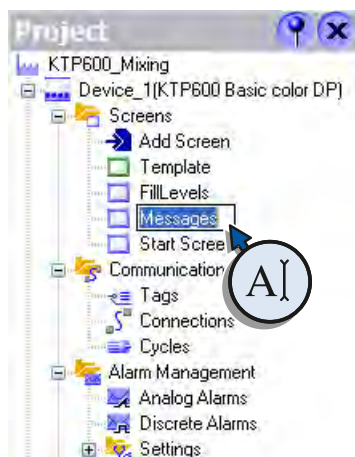 Project
KTP600_Mixing
Device_1(KTP600 Basic color DP)
Screens
Add Screen
Template
FillLevels
Messages
Start Scree
Communication
Tags
Connections
Cycles
Alarm Management
Analog Alarms
Discrete Alarms
Settings
A